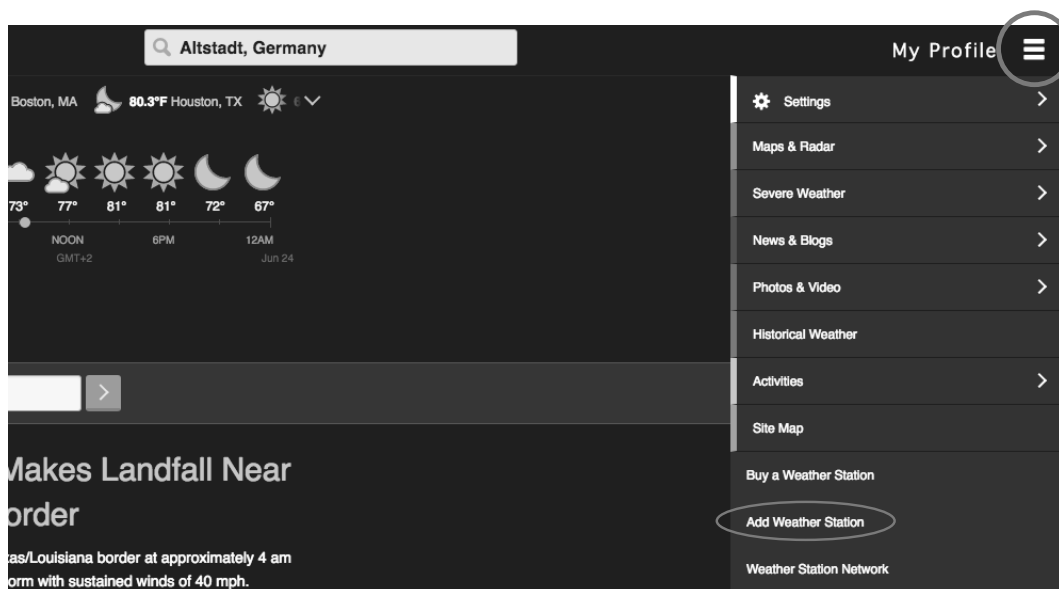 Altstadt, Germany
My Profile
Boston, MA 80.3°F Houston, TX 6
Settings
Maps & Radar
Severe Weather
News & Blogs
Photos & Video
Historical Weather
Activities
Site Map
Buy a Weather Station
Add Weather Station
Weather Station Network
73° 77° 81° 81° 72° 67°
NOON 6PM 12AM
GMT+2 Jun 24
Makes Landfall Near
order
tas/Louisiana border at approximately 4 am
orm with sustained winds of 40 mph.